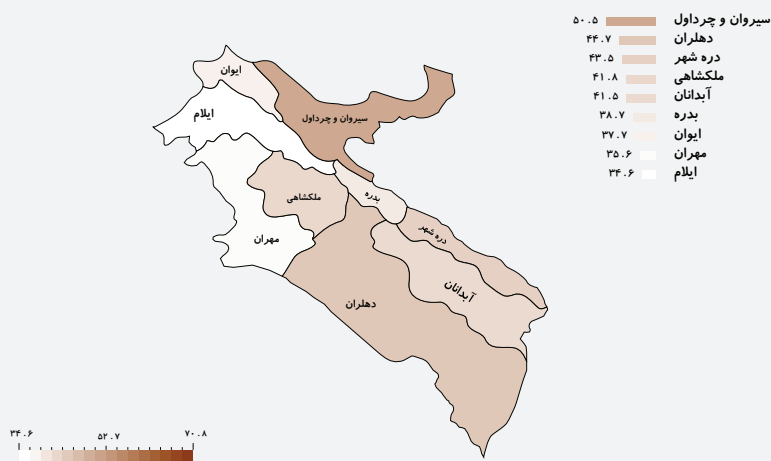 سیروان و چرداول ۵۰.۵
دهلران ۴۴.۷
دره شهر ۴۳.۵
ملکشاهی ۴۱.۸
آبدانان ۴۱.۵
بدره ۳۸.۷
ایوان ۳۷.۷
مهران ۳۵.۶
ایلام ۳۴.۶
ایوان
ایلام
سیروان و چرداول
ملکشاهی
بدره
مهران
دره شهر
آبدانان
دهلران
۳۴.۶ ۵۲.۷ ۷۰.۸